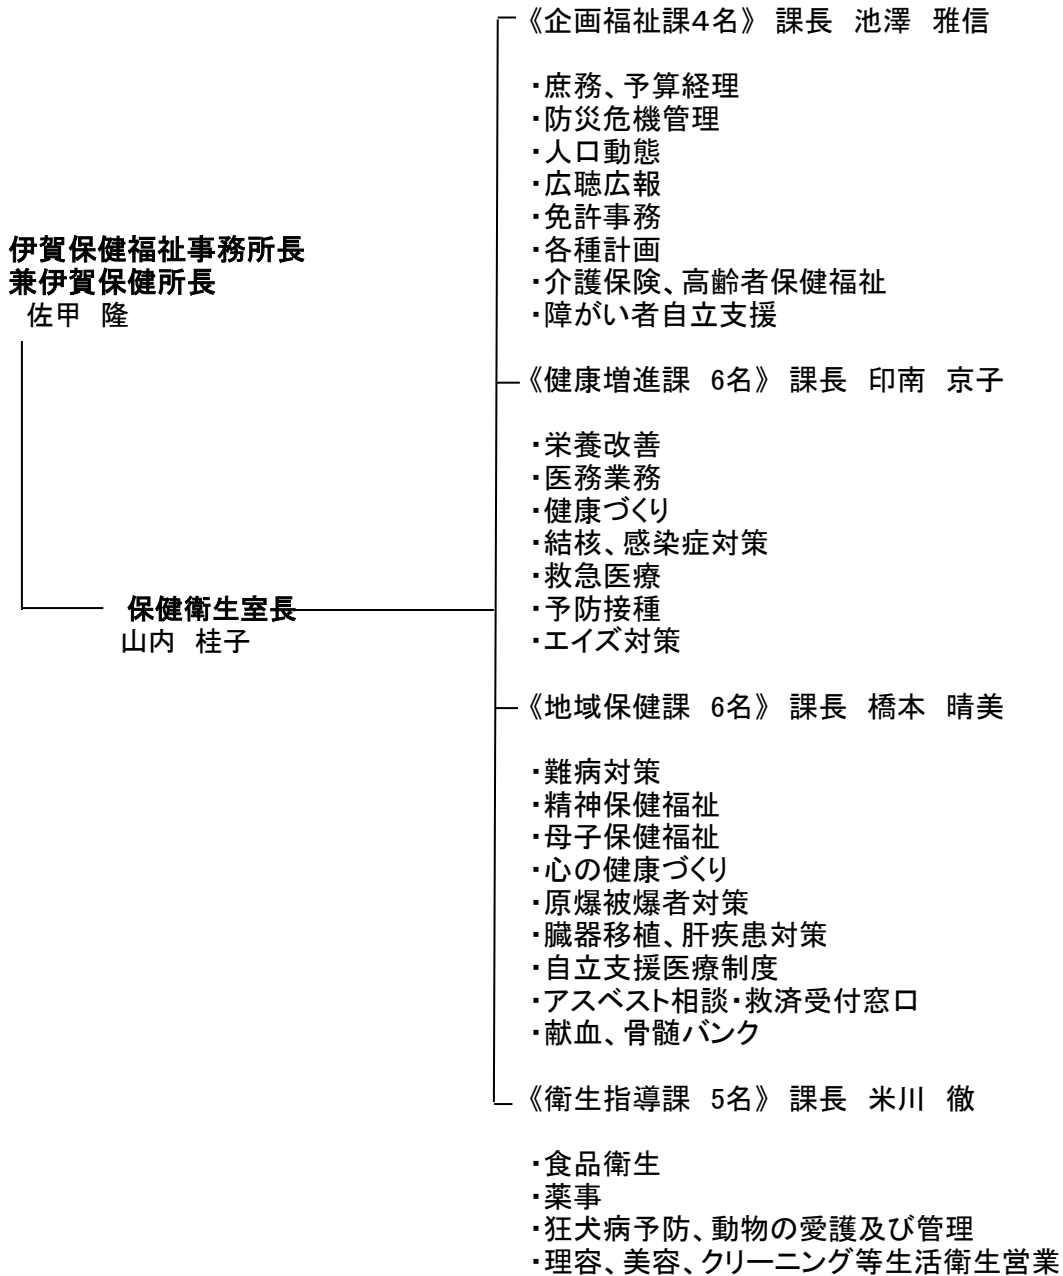 伊賀保健福祉事務所長
兼伊賀保健所長
佐甲 隆
保健衛生室長
山内 桂子
《企画福祉課4名》 課長 池澤 雅信
・庶務、予算経理
・防災危機管理
・人口動態
・広聴広報
・免許事務
・各種計画
・介護保険、高齢者保健福祉
・障がい者自立支援
《健康増進課 6名》 課長 印南 京子
・栄養改善
・医務業務
・健康づくり
・結核、感染症対策
・救急医療
・予防接種
・エイズ対策
《地域保健課 6名》 課長 橋本 晴美
・難病対策
・精神保健福祉
・母子保健福祉
・心の健康づくり
・原爆被爆者対策
・臓器移植、肝疾患対策
・自立支援医療制度
・アスベスト相談・救済受付窓口
・献血、骨髄バンク
《衛生指導課 5名》 課長 米川 徹
・食品衛生
・薬事
・狂犬病予防、動物の愛護及び管理
・理容、美容、クリーニング等生活衛生営業